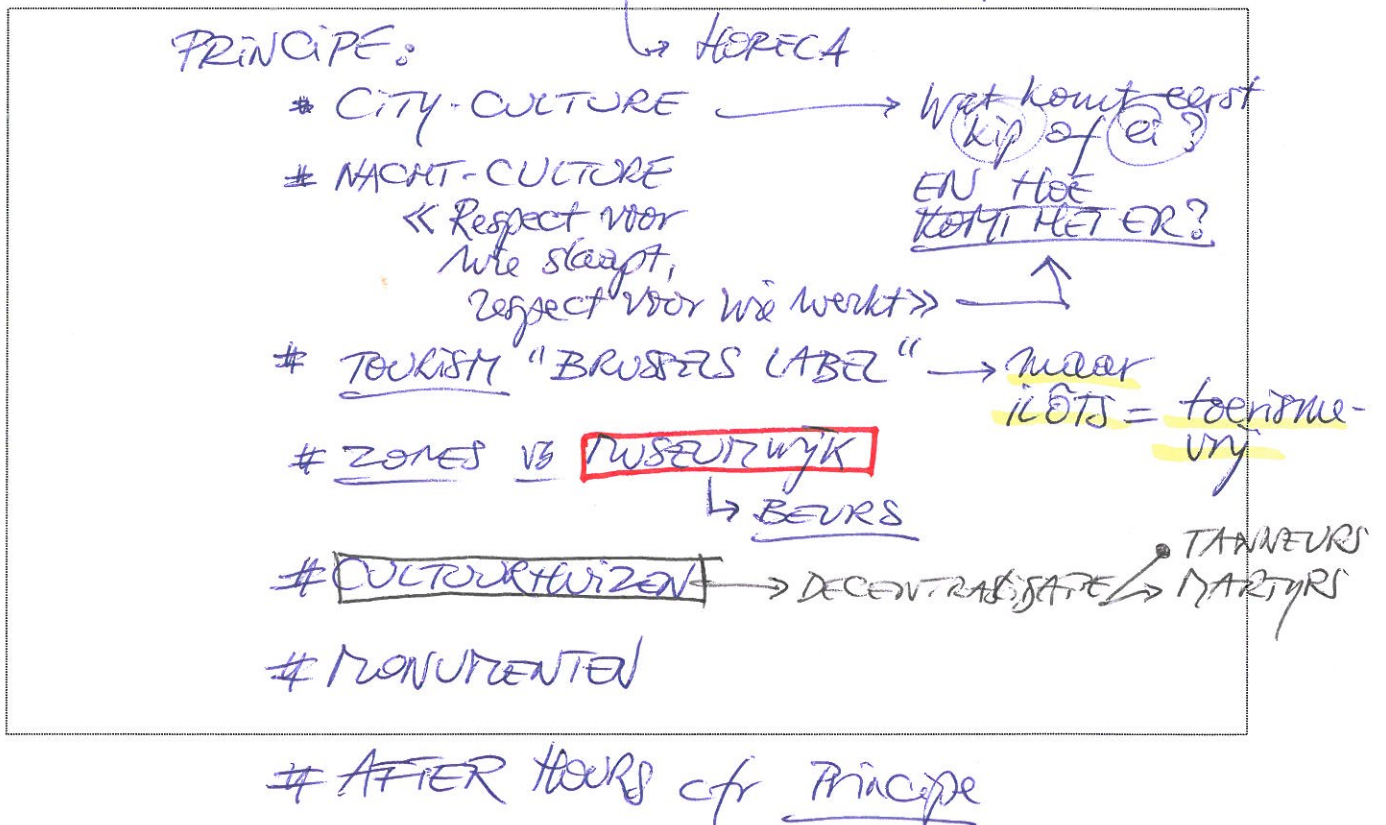 ↳ HORECA
PRINCIPE:
# CITY-CULTURE → Wat komt eerst
kip of ei?
# NACHT-CULTURE
EN HOE
KOMT HET ER?
« Respect voor
wie slaapt,
respect voor wie werkt» →
# TOURISM "BRUSSELS LABEL" → maar
ILÔTS = toerisme-
vrij
# ZONES VB MUSEUMWIJK
↳ BEURS
# CULTUURHUIZEN → DECENTRALISATIE → TANNEURS
→ MARTYRS
# MONUMENTEN
# AFTER HOURS cfr Principe